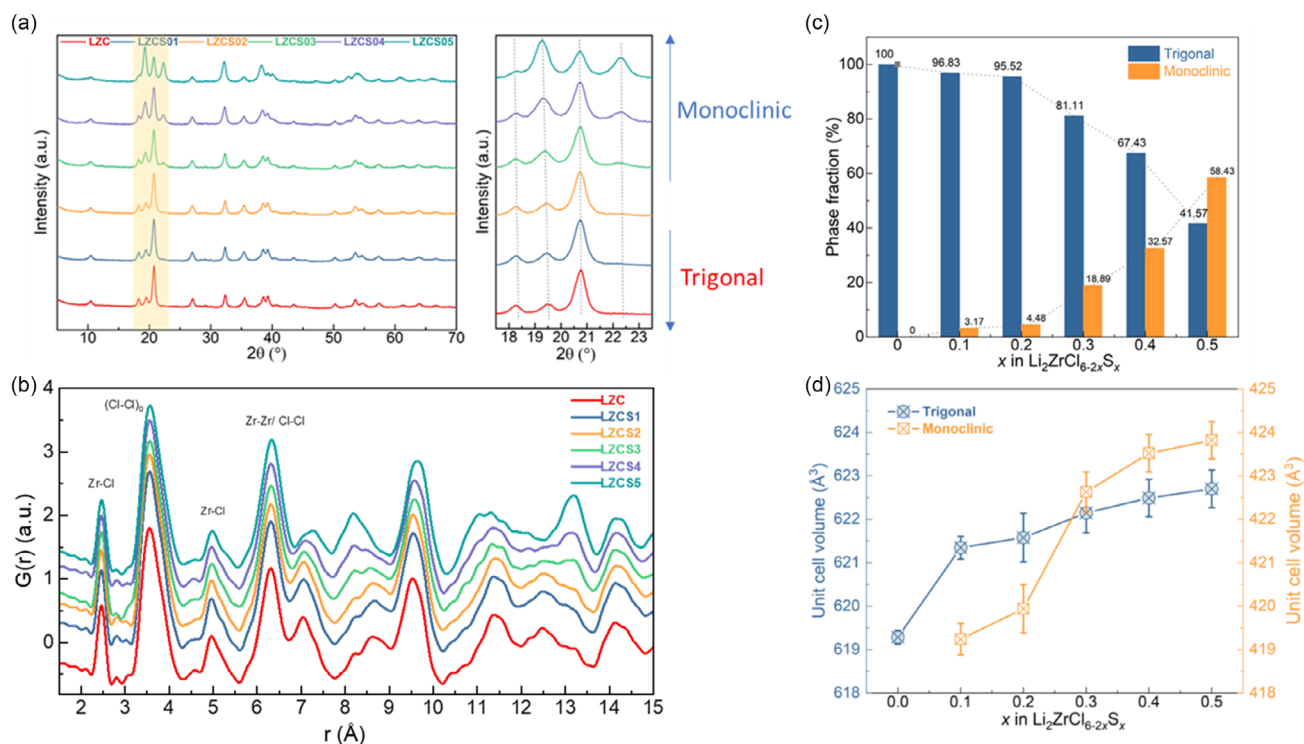 (a)
LZC LZCS01 LZCS02 LZCS03 LZCS04 LZCS05
Intensity (a.u.)
10 20 30 40 50 60 70
2θ (°)
Intensity (a.u.)
18 19 20 21 22 23
2θ (°)
Monoclinic
Trigonal
(b)
G(r) (a.u.)
4
3
2
1
0
Zr-Cl
(Cl-Cl)0
Zr-Cl
Zr-Zr/ Cl-Cl
LZC
LZCS1
LZCS2
LZCS3
LZCS4
LZCS5
2 3 4 5 6 7 8 9 10 11 12 13 14 15
r (Å)
(c)
Phase fraction (%)
100
80
60
40
20
0
Trigonal
Monoclinic
100 96.83 95.52 81.11 67.43 41.57
0 3.17 4.48 18.89 32.57 58.43
0 0.1 0.2 0.3 0.4 0.5
x in Li2ZrCl6-2xSx
(d)
Unit cell volume (Å3)
625
624
623
622
621
620
619
618
Trigonal
Monoclinic
425
424
423
422
421
420
419
418
Unit cell volume (Å3)
0.0 0.1 0.2 0.3 0.4 0.5
x in Li2ZrCl6-2xSx